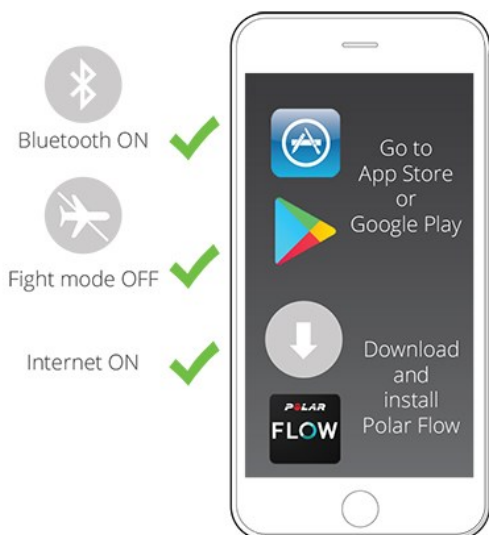 Bluetooth ON
Fight mode OFF
Internet ON
Go to
App Store
or
Google Play
Download
and
install
Polar Flow
POLAR
FLOW